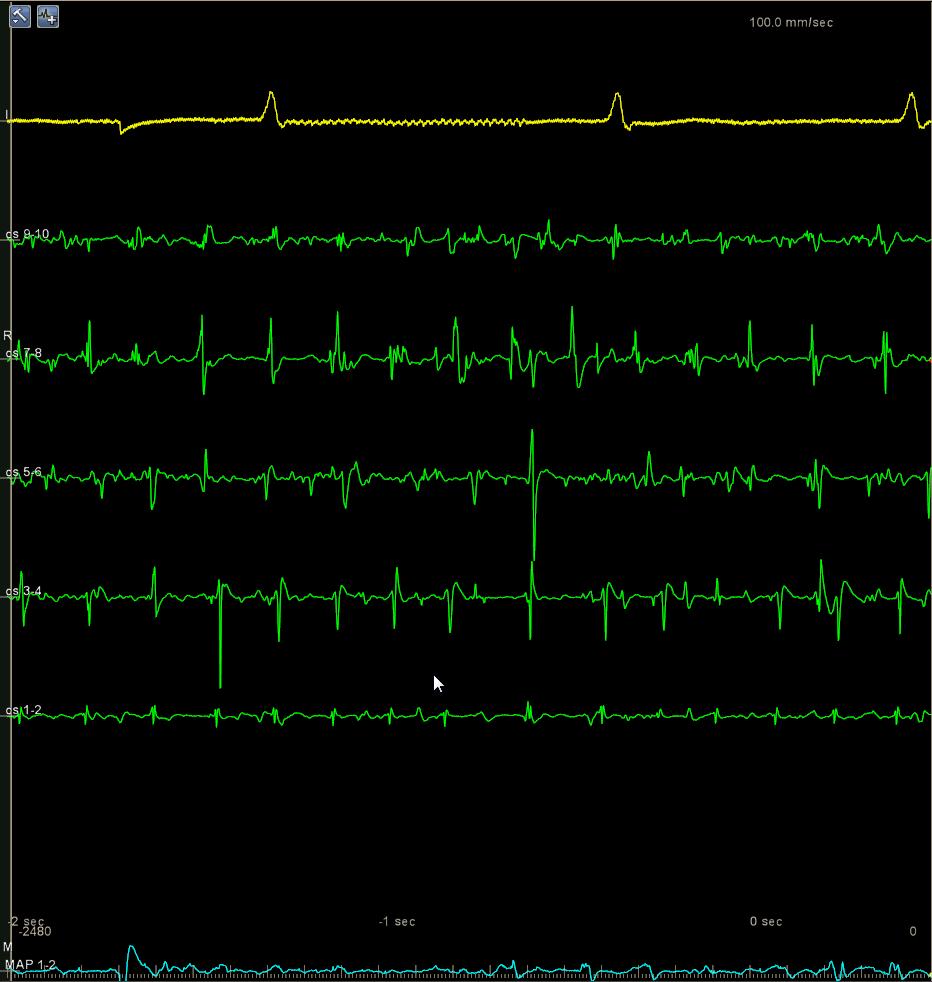 100.0 mm/sec
I
cs 9-10
R
cs 7-8
cs 5-6
cs 3-4
cs 1-2
-2 sec
-1 sec
0 sec
-2480
0
M
MAP 1-2